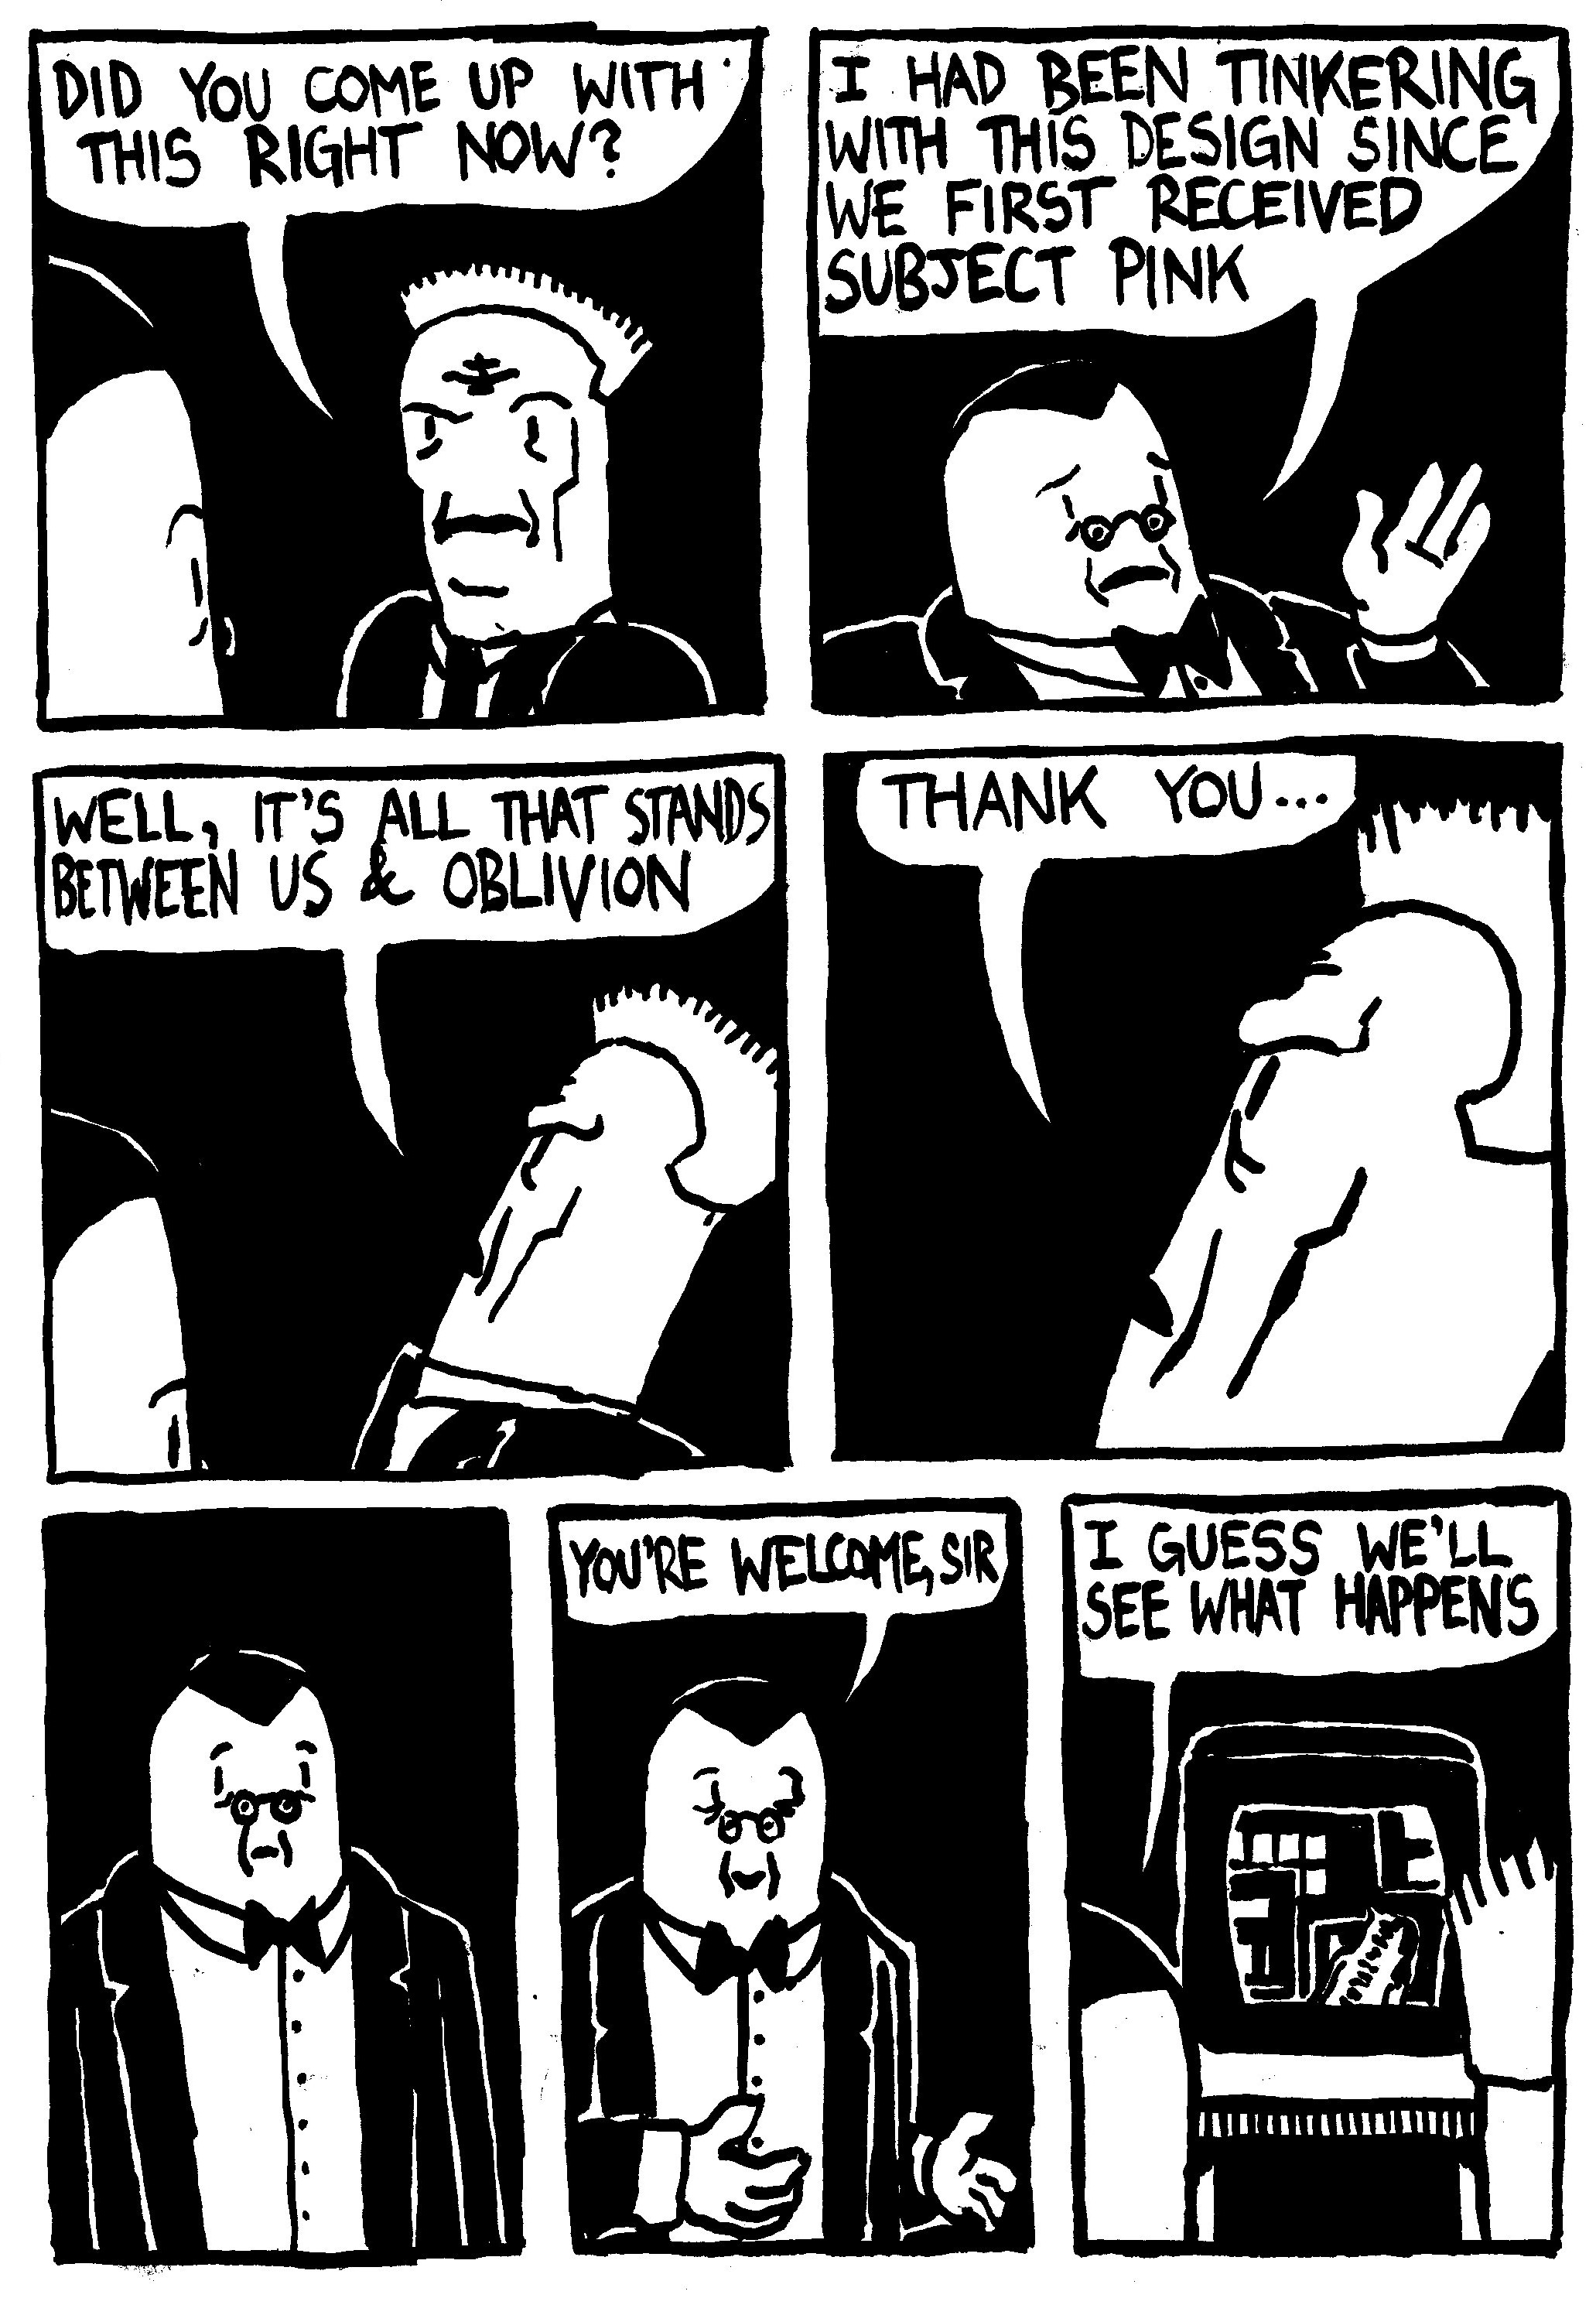 DID YOU COME UP WITH
THIS RIGHT NOW?
I HAD BEEN TINKERING
WITH THIS DESIGN SINCE
WE FIRST RECEIVED
SUBJECT PINK
WELL, IT'S ALL THAT STANDS
BETWEEN US & OBLIVION
THANK YOU...
YOU'RE WELCOME, SIR
I GUESS WE'LL
SEE WHAT HAPPENS